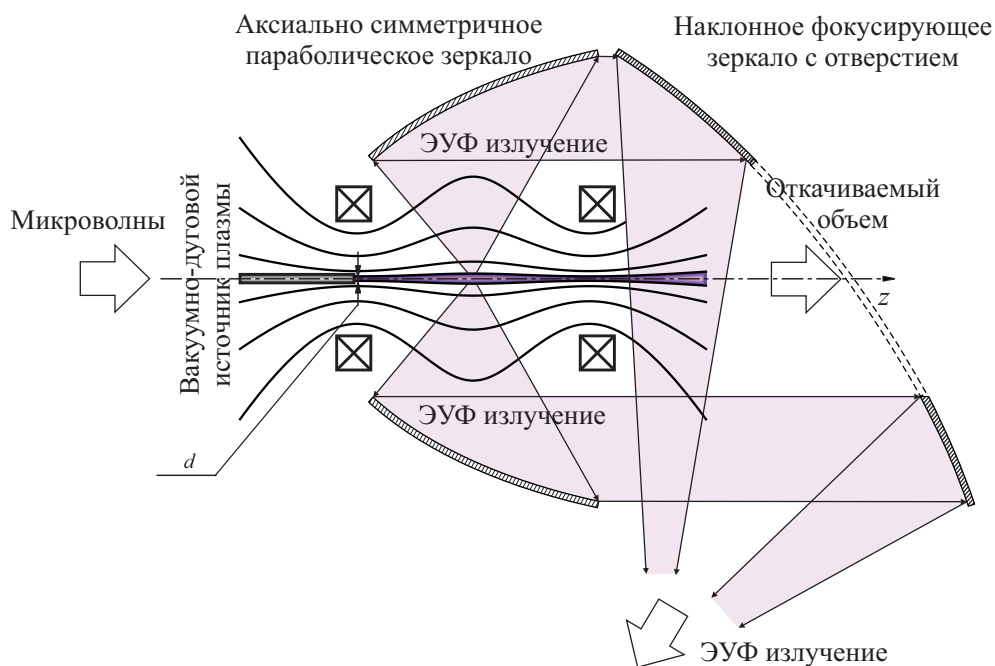 Аксиально симметричное
параболическое зеркало
Наклонное фокусирующее
зеркало с отверстием
ЭУФ излучение
Микроволны
Вакуумно-дуговой
источник плазмы
Откачиваемый
объем
z
ЭУФ излучение
d
ЭУФ излучение